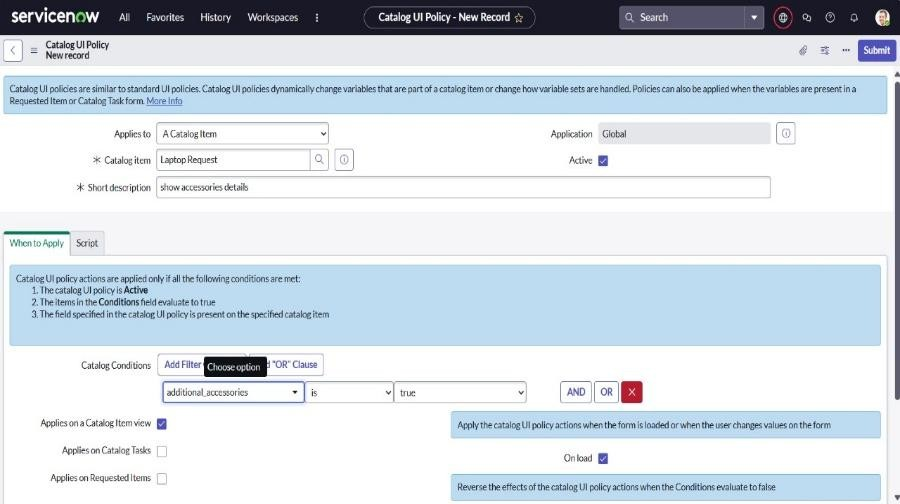 servicenow All Favorites History Workspaces Catalog UI Policy - New Record Search
Catalog UI Policy
New record
Submit
Catalog UI policies are similar to standard UI policies. Catalog UI policies dynamically change variables that are part of a catalog item or change how variable sets are handled. Policies can also be applied when the variables are present in a
Requested Item or Catalog Task form. More Info
Applies to A Catalog Item Application Global
Catalog item Laptop Request Active
Short description show accessories details
When to Apply Script
Catalog UI policy actions are applied only if all the following conditions are met:
1. The catalog UI policy is Active
2. The items in the Conditions field evaluate to true
3. The field specified in the catalog UI policy is present on the specified catalog item
Catalog Conditions Add Filter "OR" Clause
Choose option
additional_accessories is true AND OR X
Applies on a Catalog Item view Apply the catalog UI policy actions when the form is loaded or when the user changes values on the form
Applies on Catalog Tasks
On load
Applies on Requested Items
Reverse the effects of the catalog UI policy actions when the Conditions evaluate to false